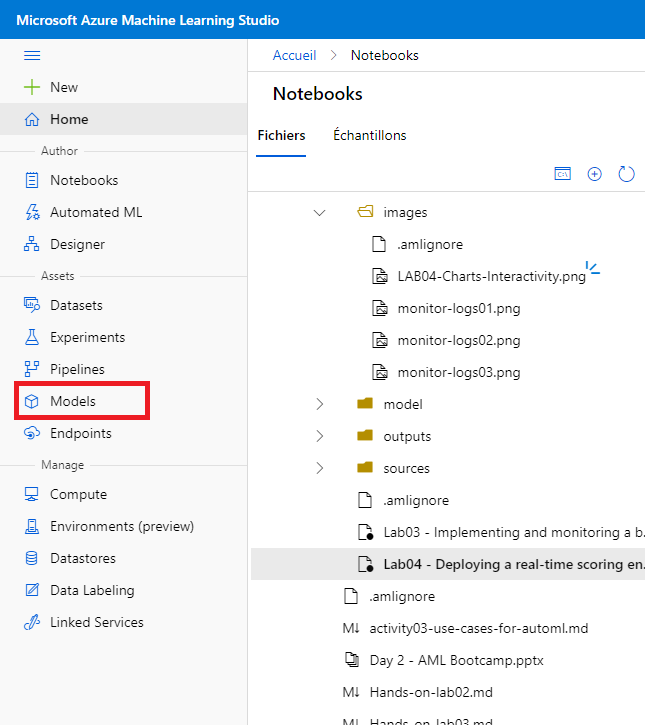 Microsoft Azure Machine Learning Studio
New
Home
Author
Notebooks
Automated ML
Designer
Assets
Datasets
Experiments
Pipelines
Models
Endpoints
Manage
Compute
Environments (preview)
Datastores
Data Labeling
Linked Services
Accueil > Notebooks
Notebooks
Fichiers Échantillons
images
.amlignore
LAB04-Charts-Interactivity.png
monitor-logs01.png
monitor-logs02.png
monitor-logs03.png
model
outputs
sources
.amlignore
Lab03 - Implementing and monitoring a b
Lab04 - Deploying a real-time scoring en
.amlignore
M↓ activity03-use-cases-for-automl.md
Day 2 - AML Bootcamp.pptx
M↓ Hands-on-lab02.md
M↓ Hands-on-lab03.md